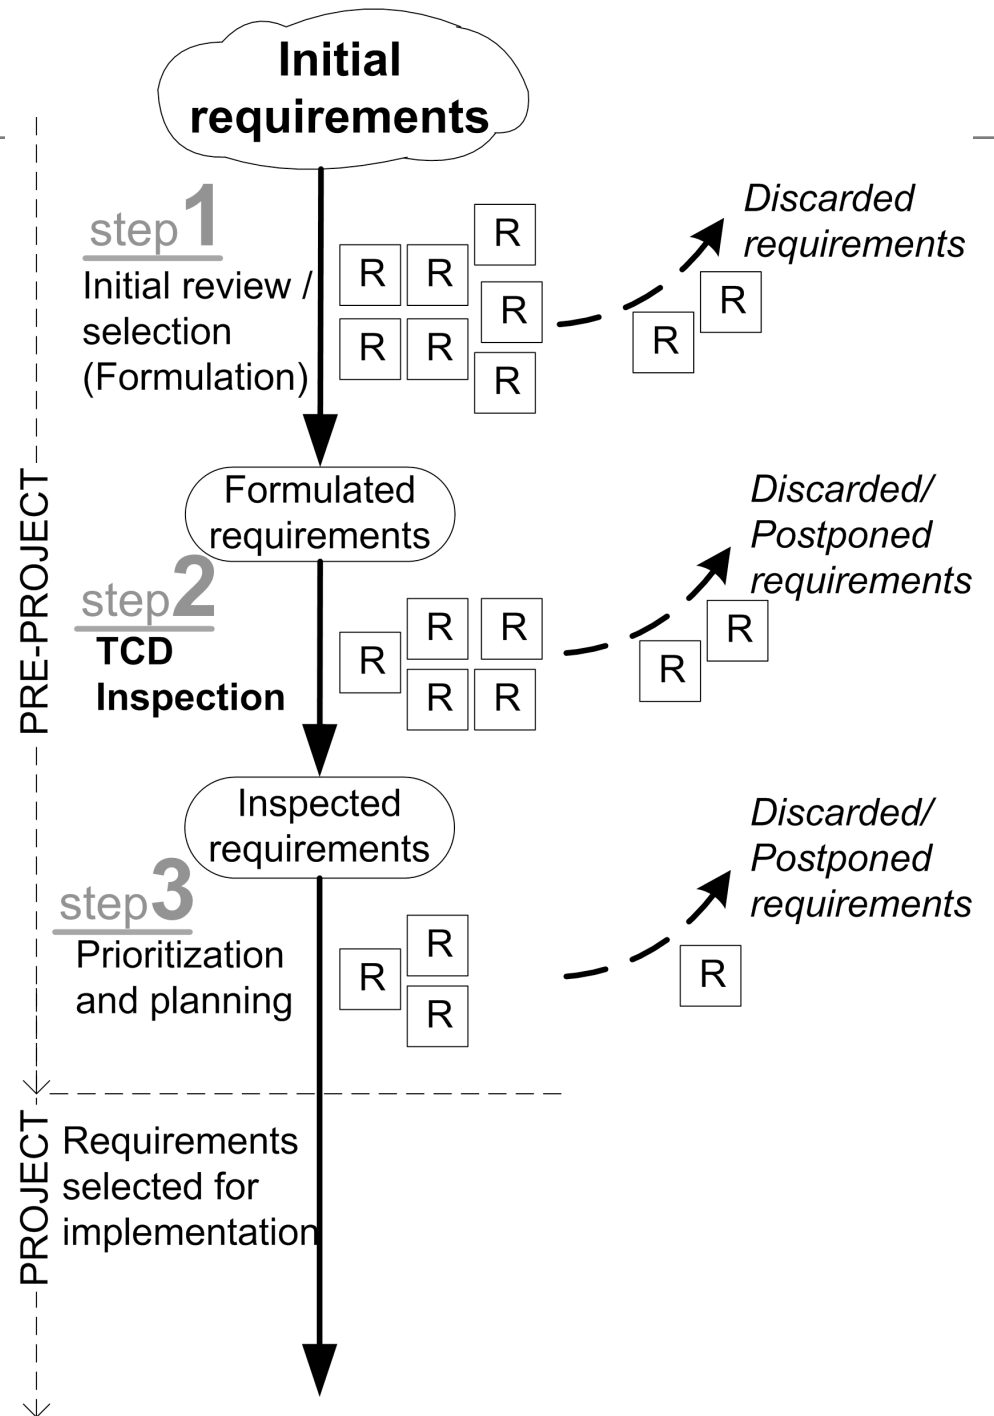 Initial
requirements
step1
Initial review /
selection
(Formulation)
R
R
R
R
R
R
R
Discarded
requirements
R
R
PRE-PROJECT
Formulated
requirements
step2
TCD
Inspection
R
R
R
R
R
Discarded/
Postponed
requirements
R
R
Inspected
requirements
step3
Prioritization
and planning
R
R
R
Discarded/
Postponed
requirements
R
PROJECT
Requirements
selected for
implementation